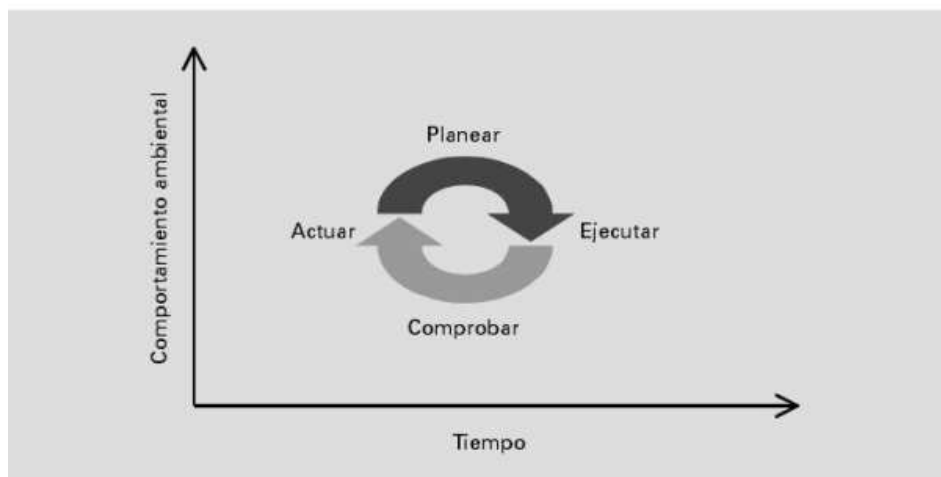 Comportamiento ambiental
Planear
Actuar
Ejecutar
Comprobar
Tiempo